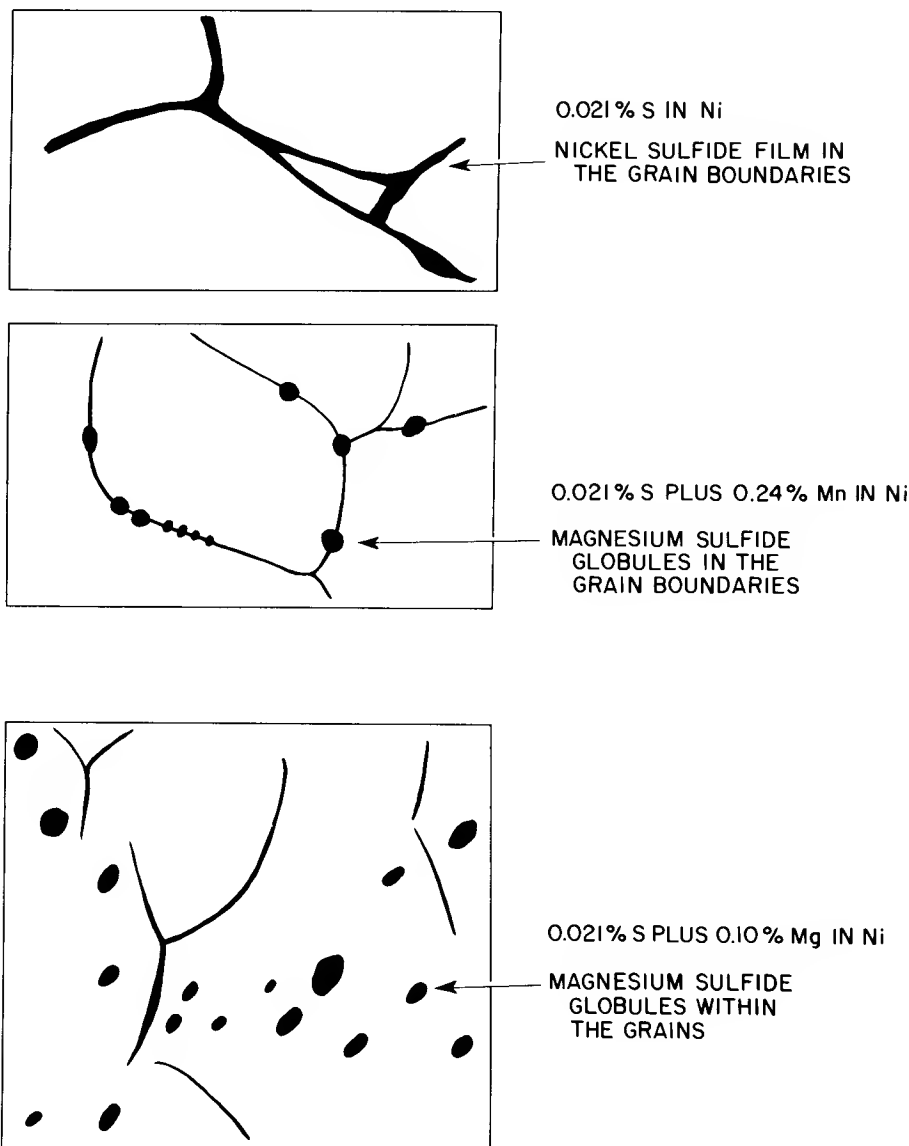 0.021% S IN Ni
NICKEL SULFIDE FILM IN
THE GRAIN BOUNDARIES
0.021% S PLUS 0.24% Mn IN Ni
MAGNESIUM SULFIDE
GLOBULES IN THE
GRAIN BOUNDARIES
0.021% S PLUS 0.10% Mg IN Ni
MAGNESIUM SULFIDE
GLOBULES WITHIN
THE GRAINS